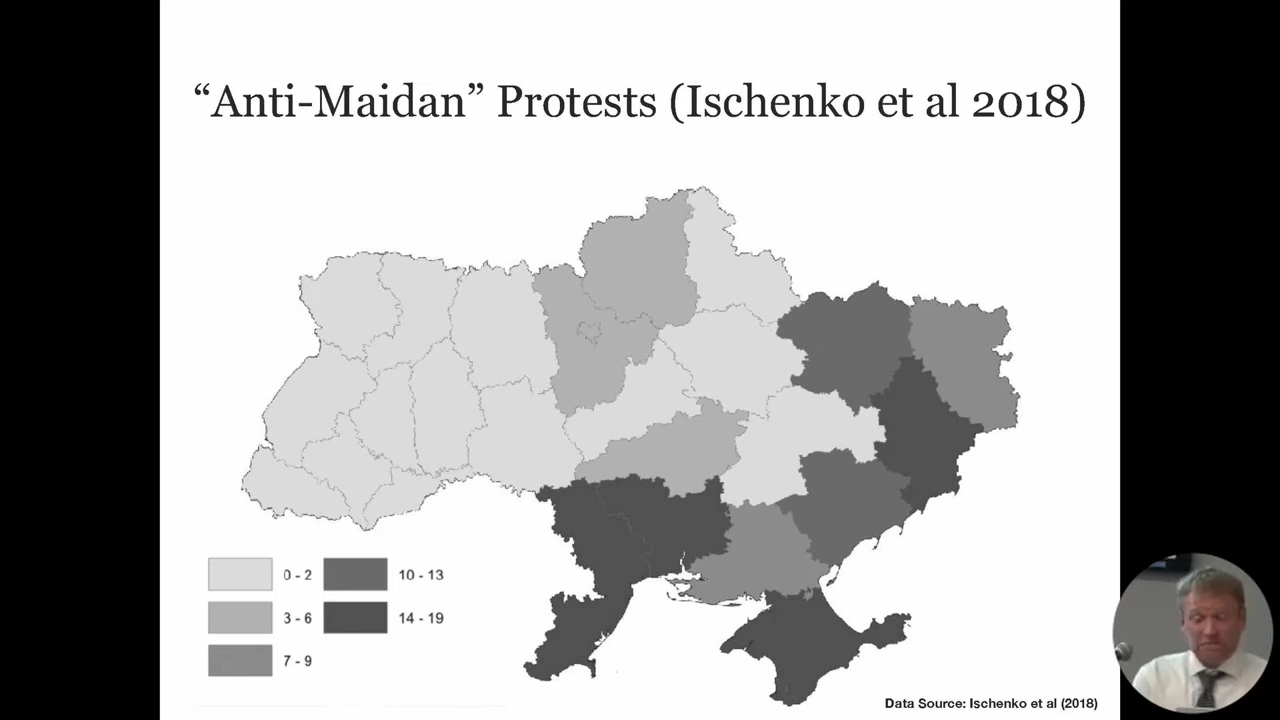 “Anti-Maidan” Protests (Ischenko et al 2018)
0 - 2
10 - 13
3 - 6
14 - 19
7 - 9
Data Source: Ischenko et al (2018)